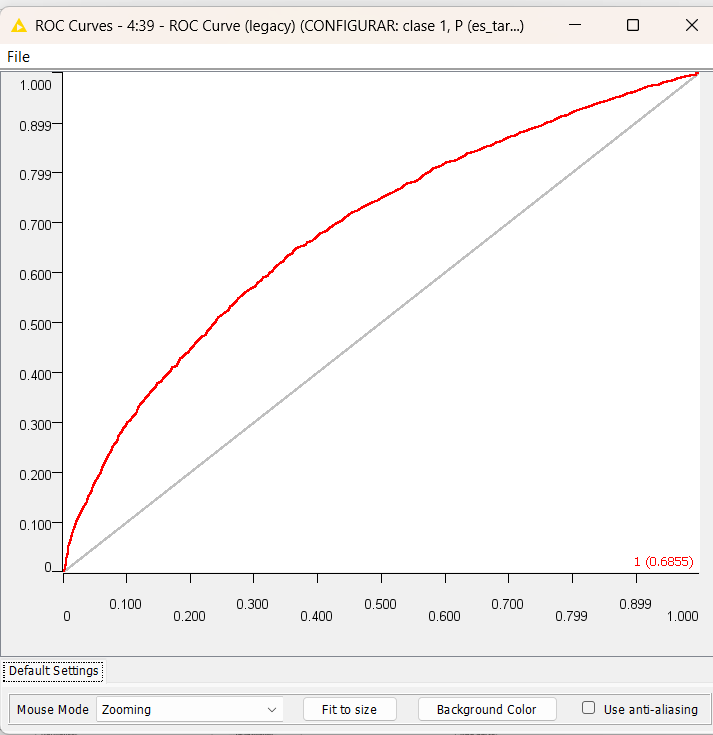 ROC Curves - 4:39 - ROC Curve (legacy) (CONFIGURAR: clase 1, P (es_tar...)
File
1.000
0.899
0.799
0.700
0.600
0.500
0.400
0.300
0.200
0.100
0
1 (0.6855)
0 0.100 0.200 0.300 0.400 0.500 0.600 0.700 0.799 0.899 1.000
Default Settings
Mouse Mode Zooming Fit to size Background Color Use anti-aliasing